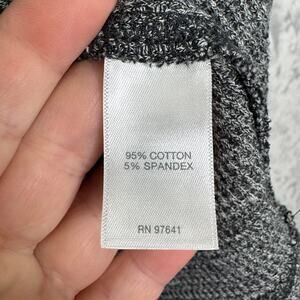 95% COTTON
5% SPANDEX
RN 97641